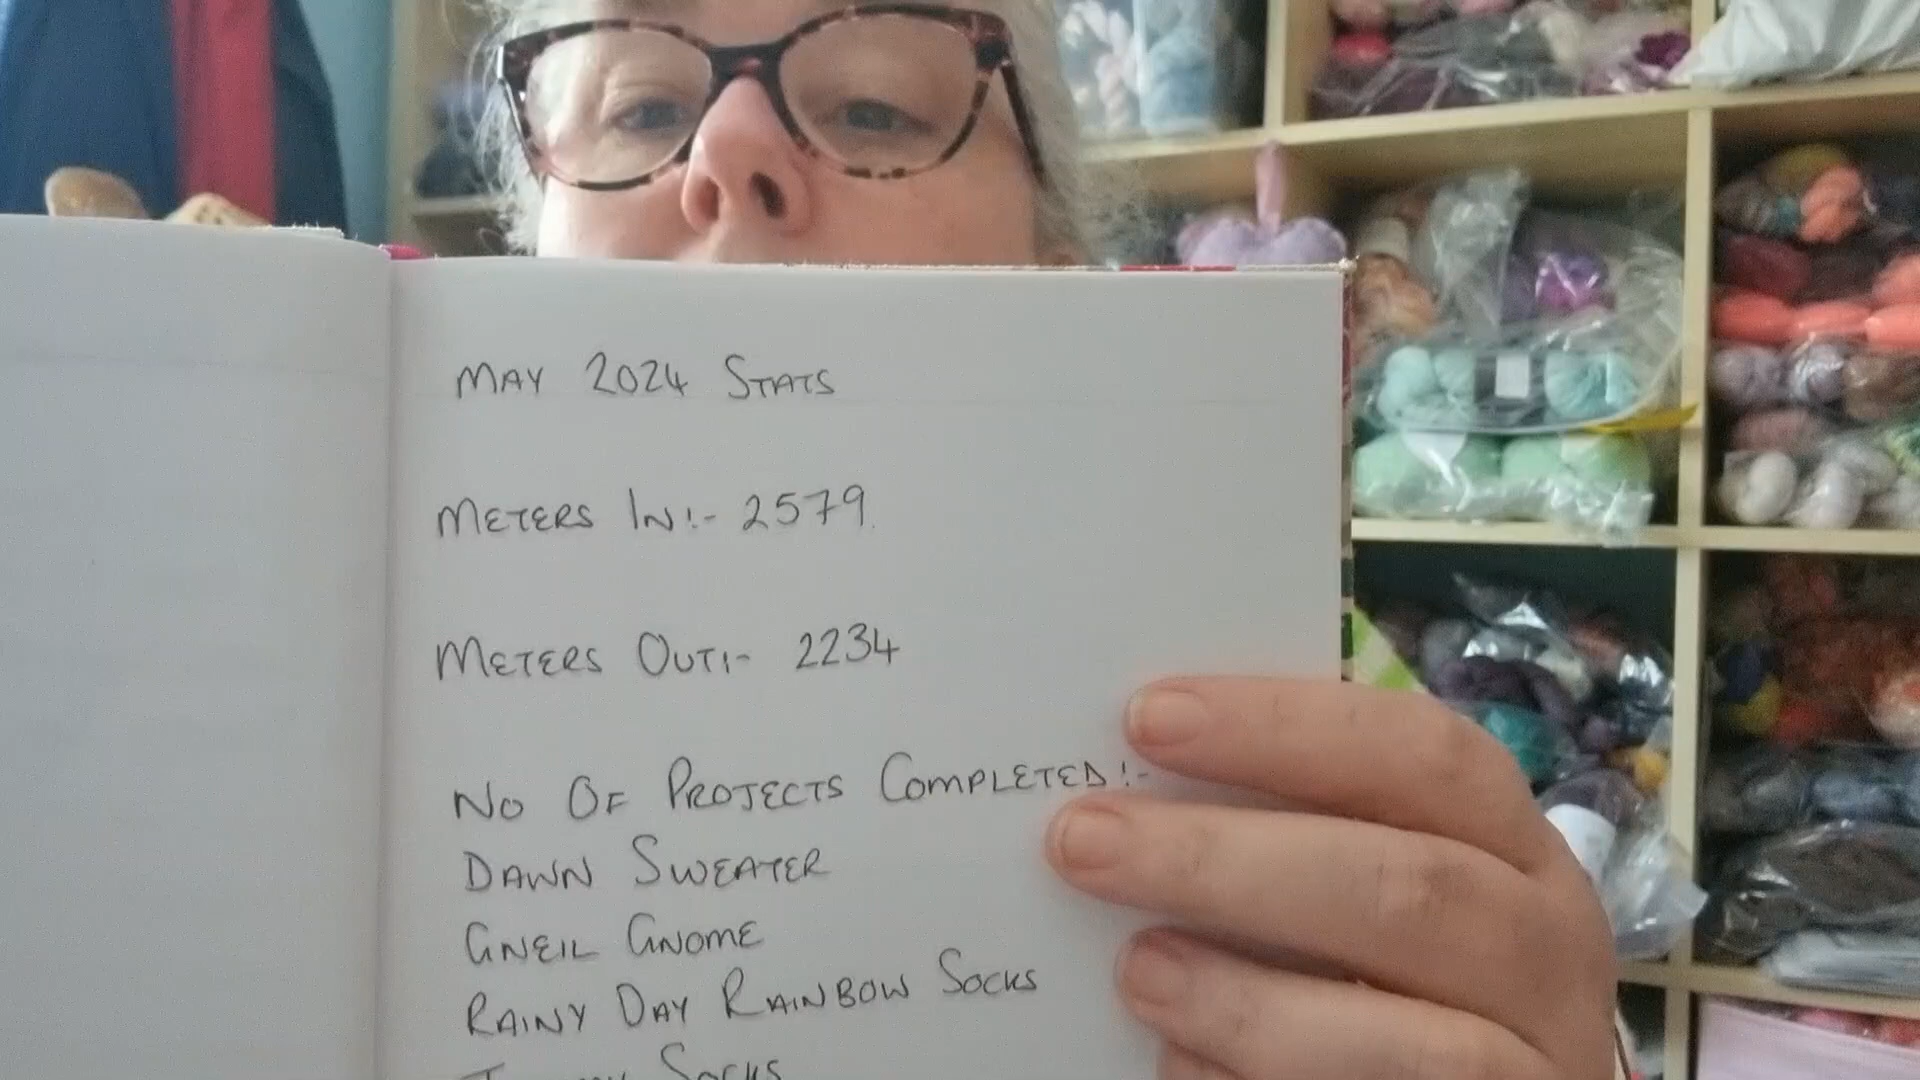 MAY 2024 STATS
METERS IN:- 2579.
METERS OUT:- 2234
NO OF PROJECTS COMPLETED:-
DAWN SWEATER
GNEIL GNOME
RAINY DAY RAINBOW SOCKS
SOCKS